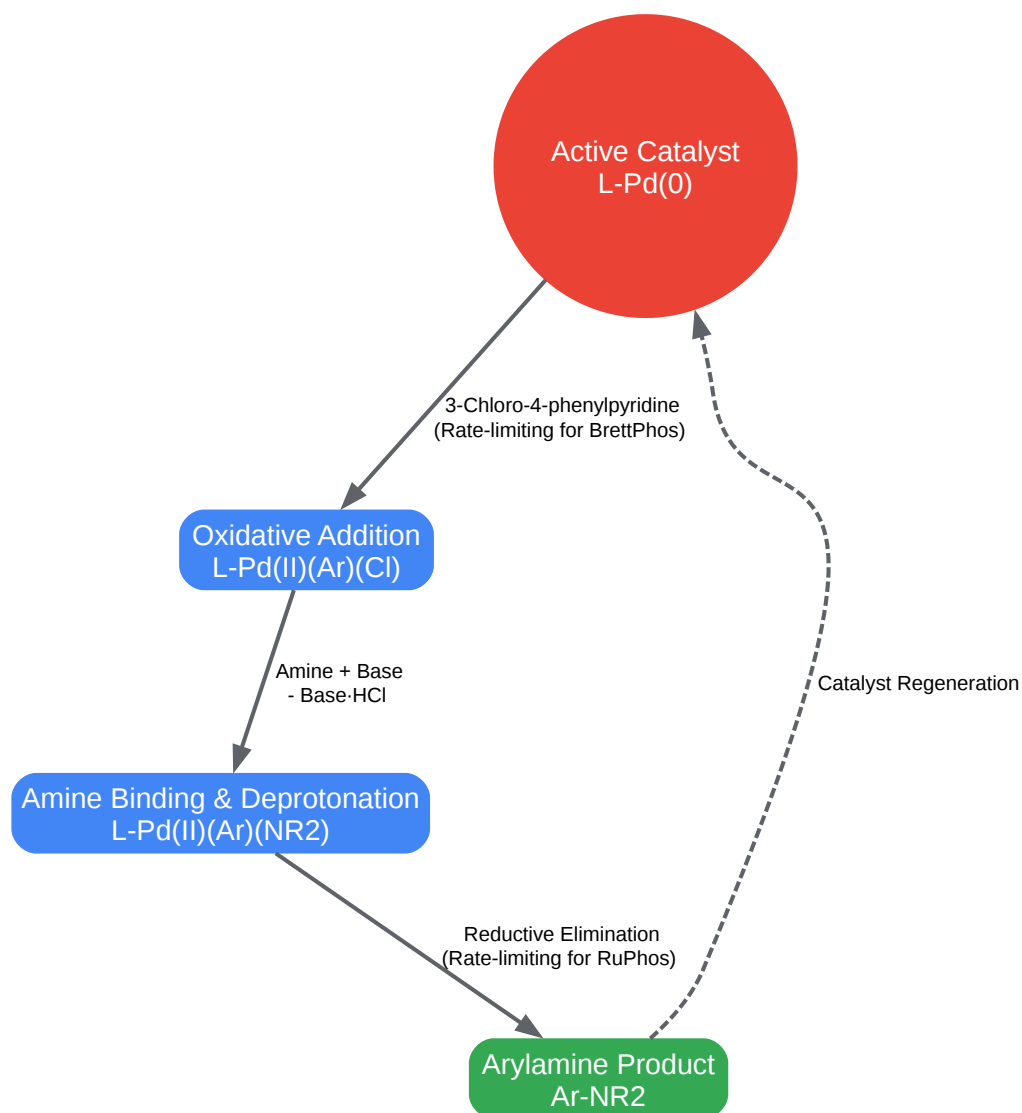 Active Catalyst
L-Pd(0)
3-Chloro-4-phenylpyridine
(Rate-limiting for BrettPhos)
Oxidative Addition
L-Pd(II)(Ar)(Cl)
Amine + Base
- Base·HCl
Catalyst Regeneration
Amine Binding & Deprotonation
L-Pd(II)(Ar)(NR2)
Reductive Elimination
(Rate-limiting for RuPhos)
Arylamine Product
Ar-NR2